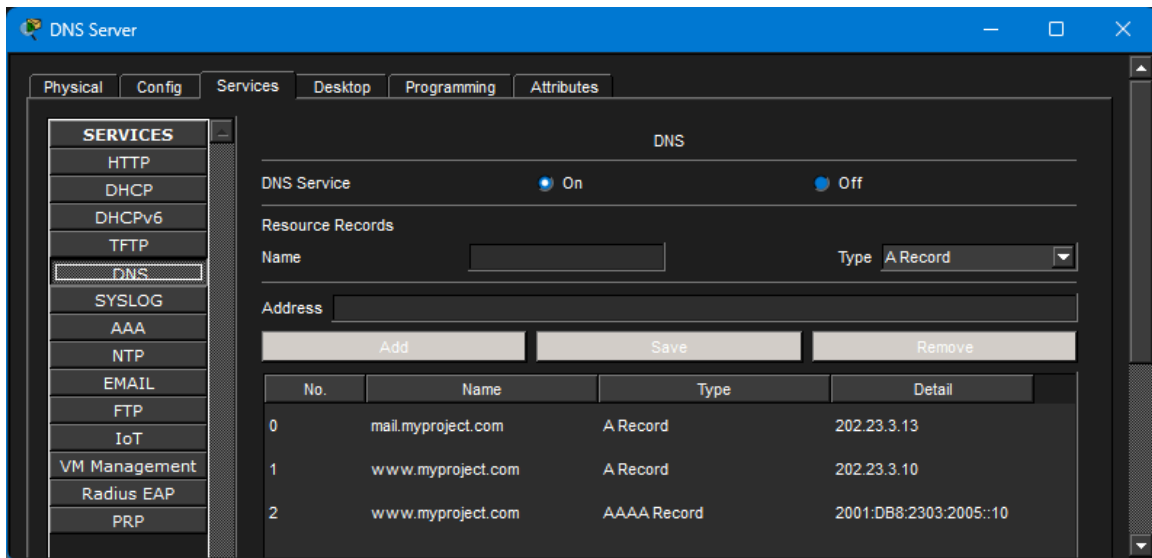 DNS Server
Physical Config Services Desktop Programming Attributes
SERVICES
HTTP
DHCP
DHCPv6
TFTP
DNS
SYSLOG
AAA
NTP
EMAIL
FTP
IoT
VM Management
Radius EAP
PRP
DNS
DNS Service On Off
Resource Records
Name Type A Record
Address
Add Save Remove
No. Name Type Detail
0 mail.myproject.com A Record 202.23.3.13
1 www.myproject.com A Record 202.23.3.10
2 www.myproject.com AAAA Record 2001:DB8:2303:2005::10